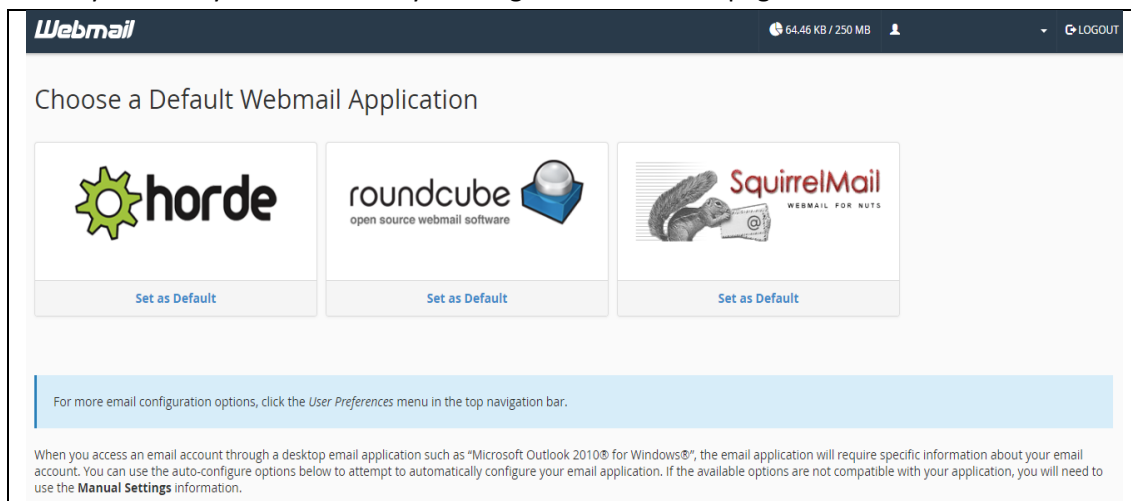 Webmail
64.46 KB / 250 MB
LOGOUT
Choose a Default Webmail Application
horde
roundcube
open source webmail software
SquirrelMail
WEBMAIL FOR NUTS
@
Set as Default
Set as Default
Set as Default
For more email configuration options, click the User Preferences menu in the top navigation bar.
When you access an email account through a desktop email application such as “Microsoft Outlook 2010® for Windows®”, the email application will require specific information about your email
account. You can use the auto-configure options below to attempt to automatically configure your email application. If the available options are not compatible with your application, you will need to
use the Manual Settings information.